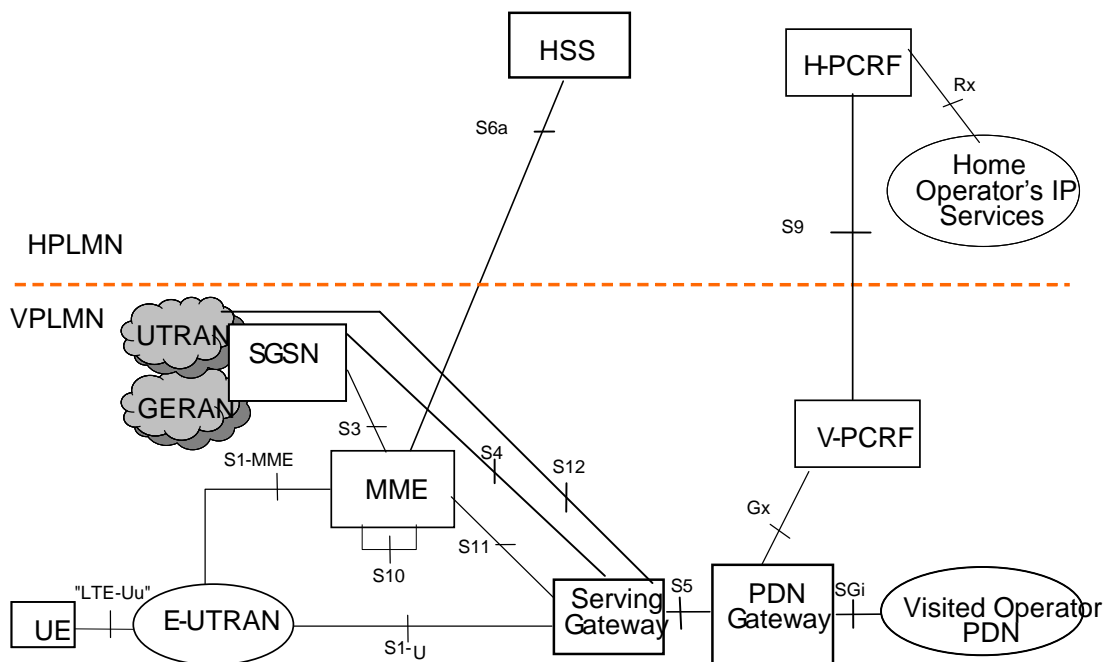 HSS
H-PCRF
Rx
S6a
Home
Operator's IP
Services
S9
HPLMN
VPLMN
UTRAN
SGSN
GERAN
S3
S4
S12
V-PCRF
S1-MME
MME
Gx
S11
S10
"LTE-Uu"
S5
SGi
UE
E-UTRAN
S1-U
Serving
Gateway
PDN
Gateway
Visited Operator
PDN